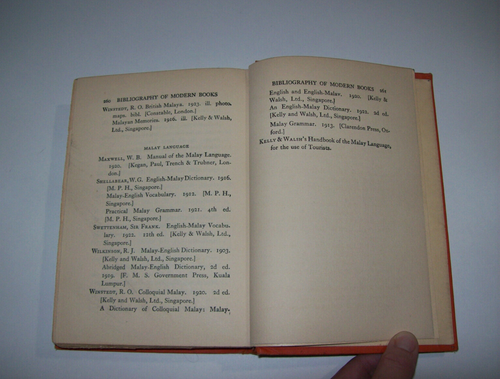 260 BIBLIOGRAPHY OF MODERN BOOKS
WINSTEDT, R. O. British Malaya. 1923. ill. photo.
maps. bibl. [Constable, London.]
Malayan Memories. 1916. ill. [Kelly & Walsh,
Ltd., Singapore.]
MALAY LANGUAGE
MAXWELL, W. B. Manual of the Malay Language.
1920. [Kegan, Paul, Trench & Trubner, Lon-
don.]
SHELLABEAR, W.G. English-Malay Dictionary. 1916.
[M. P. H., Singapore.]
Malay-English Vocabulary. 1912. [M. P. H.,
Singapore.]
Practical Malay Grammar. 1921. 4th ed.
[M. P. H., Singapore.]
SWETTENHAM, SIR FRANK. English-Malay Vocabu-
lary. 1922. 12th ed. [Kelly & Walsh, Ltd.,
Singapore.]
WILKINSON, R. J. Malay-English Dictionary. 1903.
[Kelly and Walsh, Ltd., Singapore.]
Abridged Malay-English Dictionary, 2d ed.
1919. [F. M. S. Government Press, Kuala
Lumpur.]
WINSTEDT, R. O. Colloquial Malay. 1920. 2d ed.
[Kelly and Walsh, Ltd., Singapore.]
A Dictionary of Colloquial Malay: Malay-
BIBLIOGRAPHY OF MODERN BOOKS 261
English and English-Malay. 1920. [Kelly &
Walsh, Ltd., Singapore.]
An English-Malay Dictionary. 1922. 2d ed.
[Kelly and Walsh, Ltd., Singapore.]
Malay Grammar. 1913. [Clarendon Press, Ox-
ford.]
KELLY & WALSH'S Handbook of the Malay Language,
for the use of Tourists.